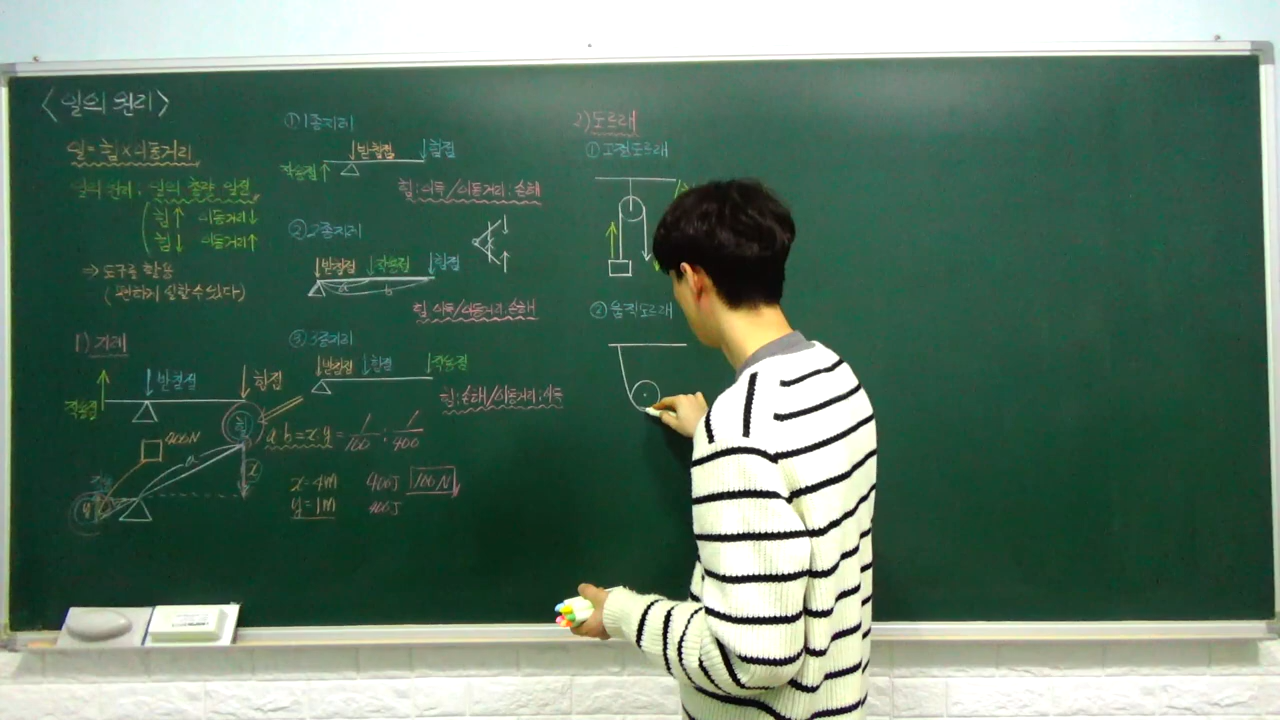 <일의 원리>
일 = 힘 × 이동거리
일의 원리 : 일의 총량 일정
힘↑ 이동거리↓
힘↓ 이동거리↑
⇒ 도구를 활용
(편하게 일할 수 있다)
1) 지레
↓받침점 ↓힘점
작용점
400N
힘
a
x
y
① 1종지레
↓받침점 ↓힘점
작용점↑
힘:이득/이동거리:손해
② 2종지레
↓받침점 ↓작용점 ↓힘점
a b
힘:이득/이동거리:손해
③ 3종지레
↓받침점 ↓힘점 ↓작용점
힘:손해/이동거리:이득
a:b = x:y = 1/100 : 1/400
x = 4m 400J 100N
y = 1m 400J
2) 도르래
① 고정도르래
② 움직도르래